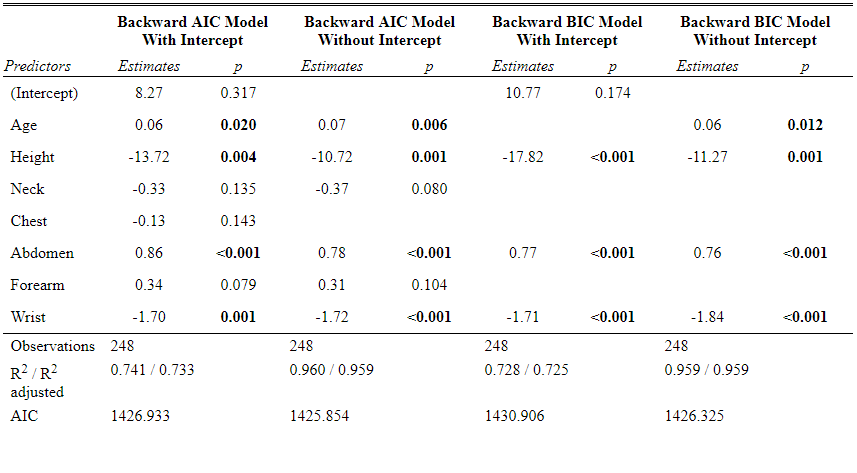 Backward AIC Model With Intercept Backward AIC Model Without Intercept Backward BIC Model With Intercept Backward BIC Model Without Intercept
Predictors Estimates p Estimates p Estimates p Estimates p
(Intercept) 8.27 0.317 10.77 0.174
Age 0.06 0.020 0.07 0.006 0.06 0.012
Height -13.72 0.004 -10.72 0.001 -17.82 <0.001 -11.27 0.001
Neck -0.33 0.135 -0.37 0.080
Chest -0.13 0.143
Abdomen 0.86 <0.001 0.78 <0.001 0.77 <0.001 0.76 <0.001
Forearm 0.34 0.079 0.31 0.104
Wrist -1.70 0.001 -1.72 <0.001 -1.71 <0.001 -1.84 <0.001
Observations 248 248 248 248
R2 / R2 adjusted 0.741 / 0.733 0.960 / 0.959 0.728 / 0.725 0.959 / 0.959
AIC 1426.933 1425.854 1430.906 1426.325